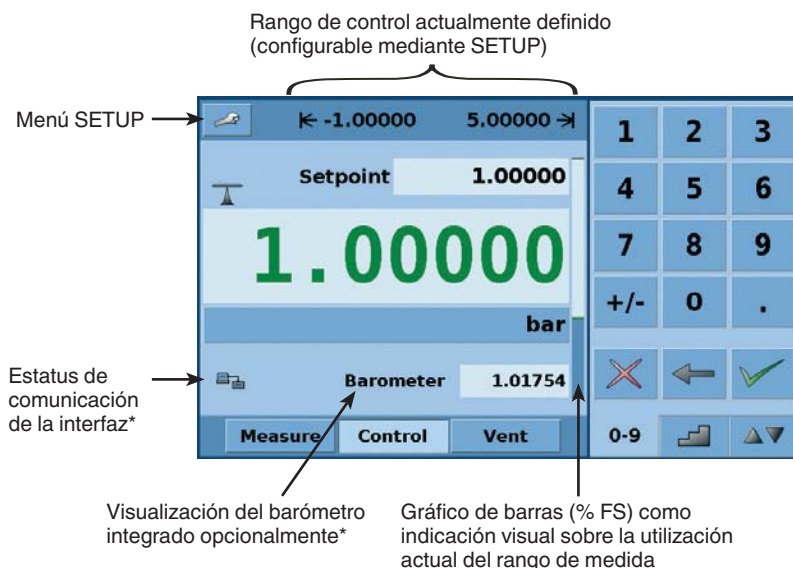 Rango de control actualmente definido
(configurable mediante SETUP)
Menú SETUP
-1.00000 5.00000
Setpoint 1.00000
1.00000
bar
Estatus de
comunicación
de la interfaz*
Barometer 1.01754
Measure Control Vent
1 2 3
4 5 6
7 8 9
+/- 0 .
0-9
Visualización del barómetro
integrado opcionalmente*
Gráfico de barras (% FS) como
indicación visual sobre la utilización
actual del rango de medida